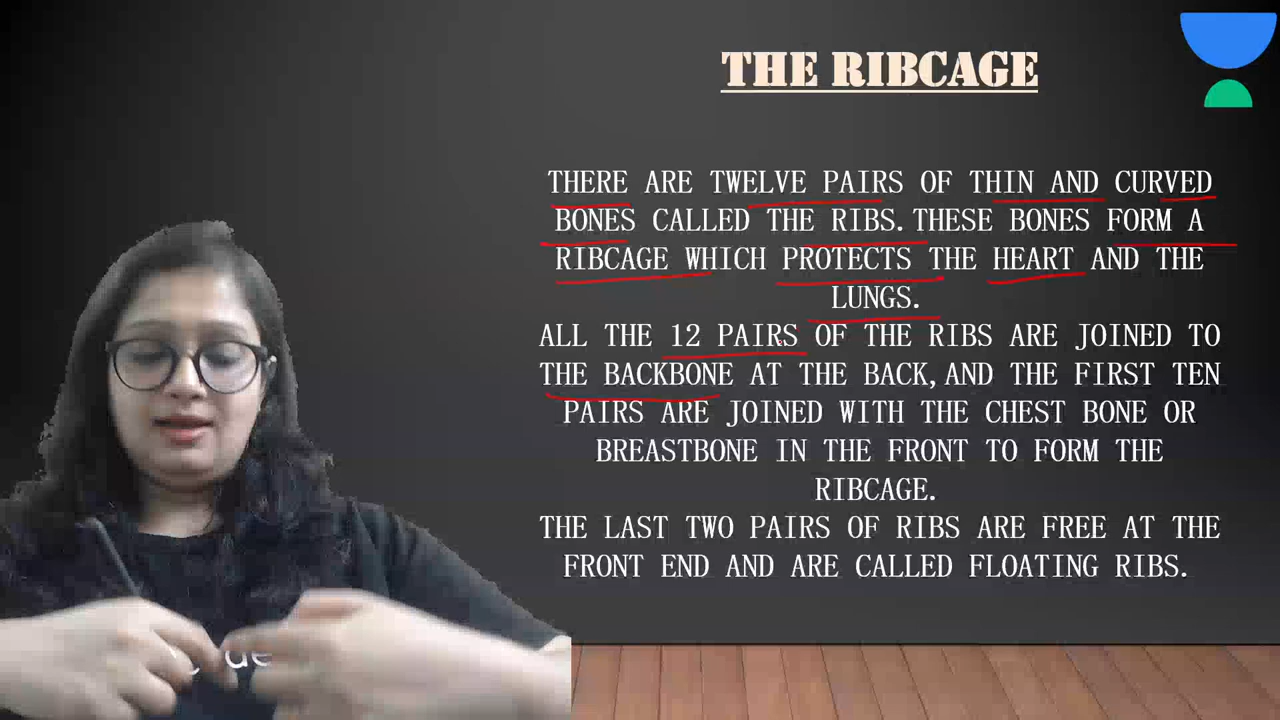 THE RIBCAGE
THERE ARE TWELVE PAIRS OF THIN AND CURVED
BONES CALLED THE RIBS. THESE BONES FORM A
RIBCAGE WHICH PROTECTS THE HEART AND THE
LUNGS.
ALL THE 12 PAIRS OF THE RIBS ARE JOINED TO
THE BACKBONE AT THE BACK, AND THE FIRST TEN
PAIRS ARE JOINED WITH THE CHEST BONE OR
BREASTBONE IN THE FRONT TO FORM THE
RIBCAGE.
THE LAST TWO PAIRS OF RIBS ARE FREE AT THE
FRONT END AND ARE CALLED FLOATING RIBS.